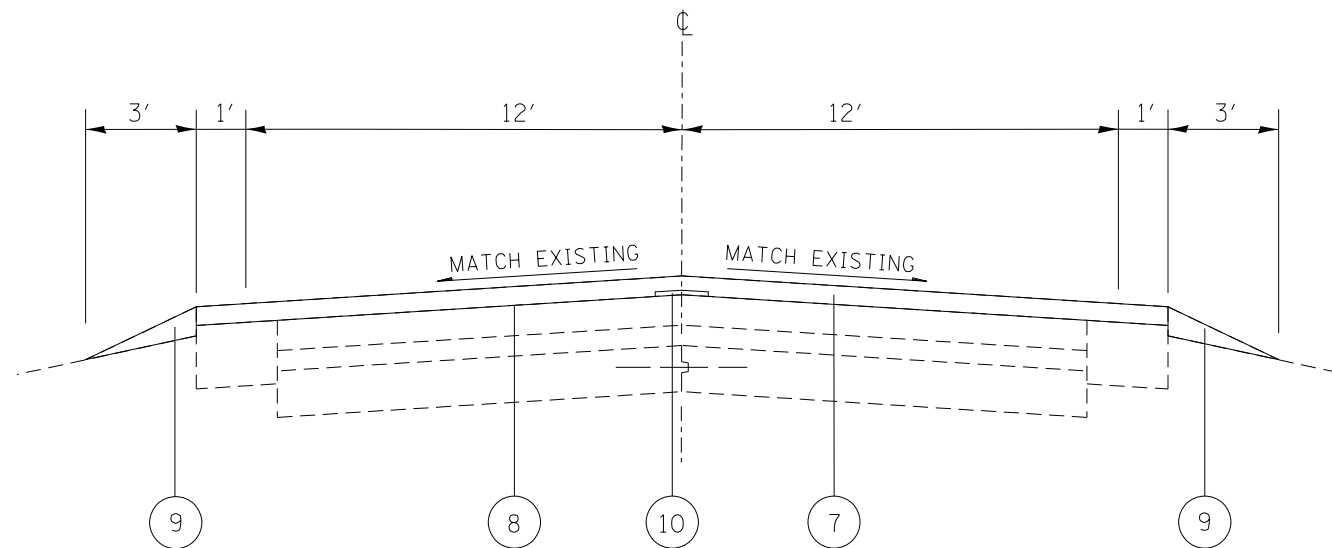 ℄
3' 1' 12' 12' 1' 3'
MATCH EXISTING MATCH EXISTING
9 8 10 7 9